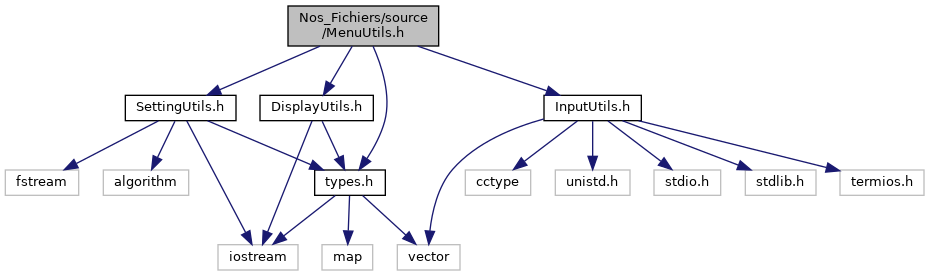 Nos_Fichiers/source
/MenuUtils.h
SettingUtils.h
DisplayUtils.h
InputUtils.h
fstream
algorithm
types.h
cctype
unistd.h
stdio.h
stdlib.h
termios.h
iostream
map
vector